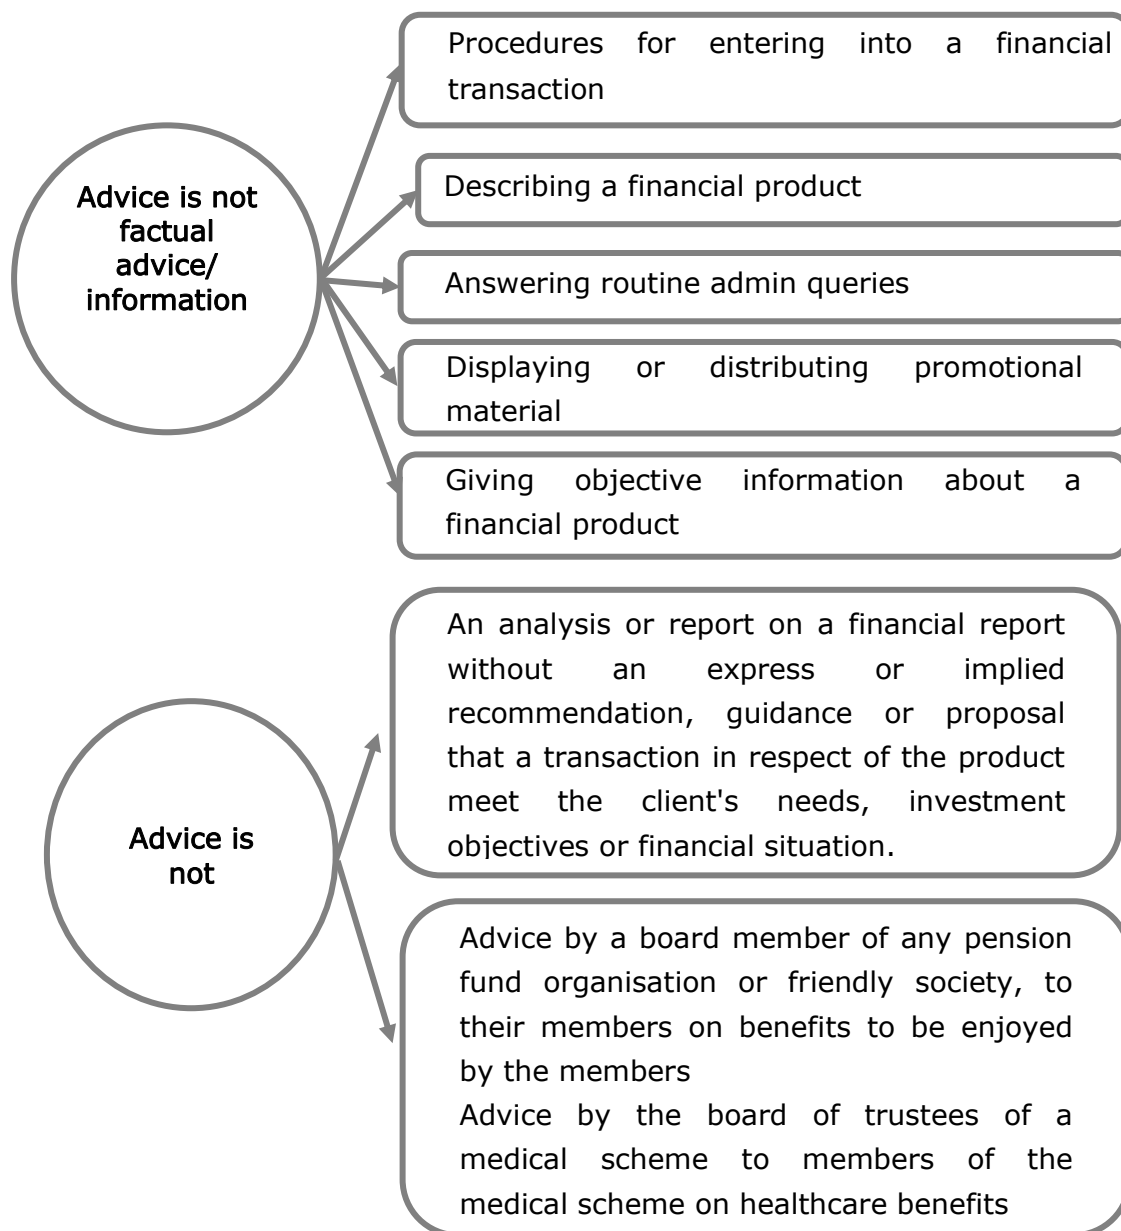 Advice is not
factual
advice/
information
Procedures for entering into a financial
transaction
Describing a financial product
Answering routine admin queries
Displaying or distributing promotional
material
Giving objective information about a
financial product
Advice is
not
An analysis or report on a financial report
without an express or implied
recommendation, guidance or proposal
that a transaction in respect of the product
meet the client's needs, investment
objectives or financial situation.
Advice by a board member of any pension
fund organisation or friendly society, to
their members on benefits to be enjoyed
by the members
Advice by the board of trustees of a
medical scheme to members of the
medical scheme on healthcare benefits